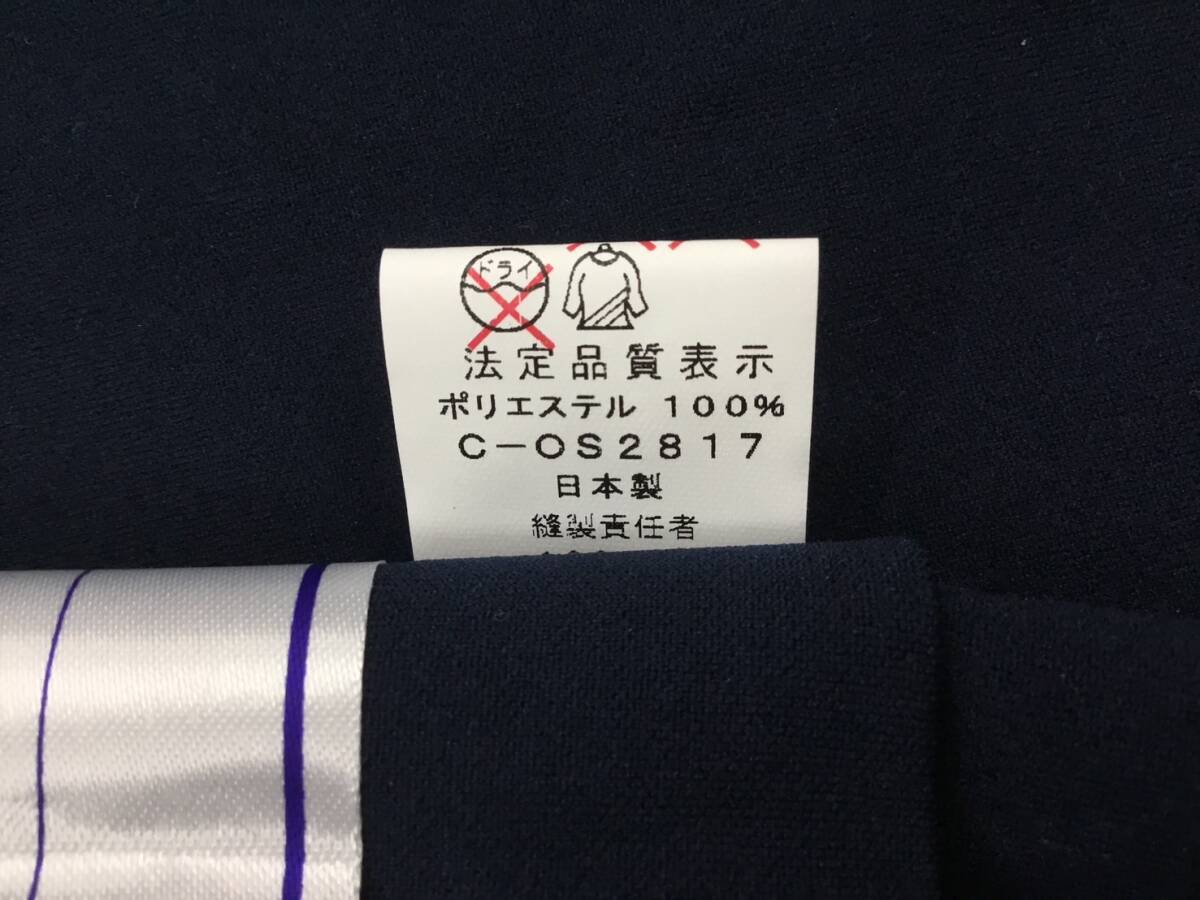 ドライ
法定品質表示
ポリエステル 100%
C-OS2817
日本製
縫製責任者